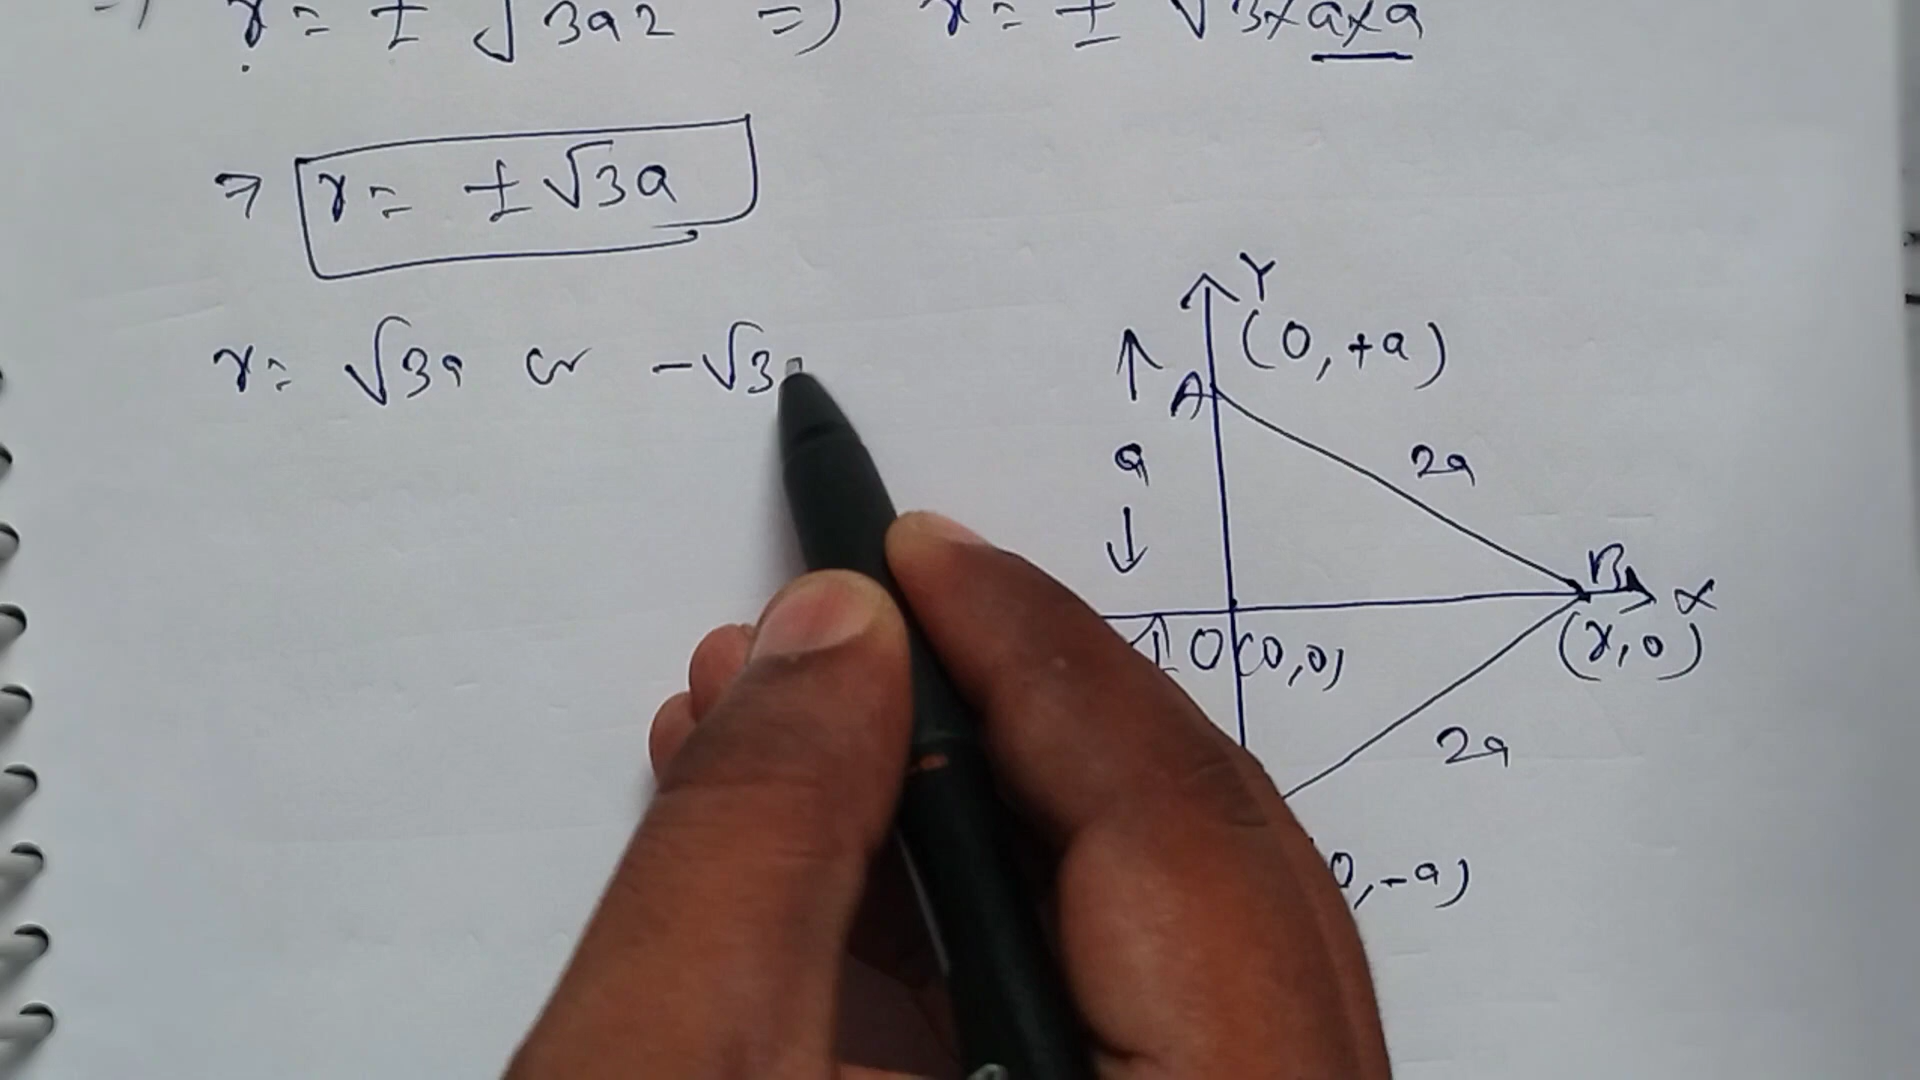 ⇒ x = ± √3a2 ⇒ x = ± √3×a×a
⇒ x = ± √3a
x = √3a or -√3
Y
(0, +a)
A
a
2a
B
X
O (0,0)
(x, 0)
2a
0, -a)